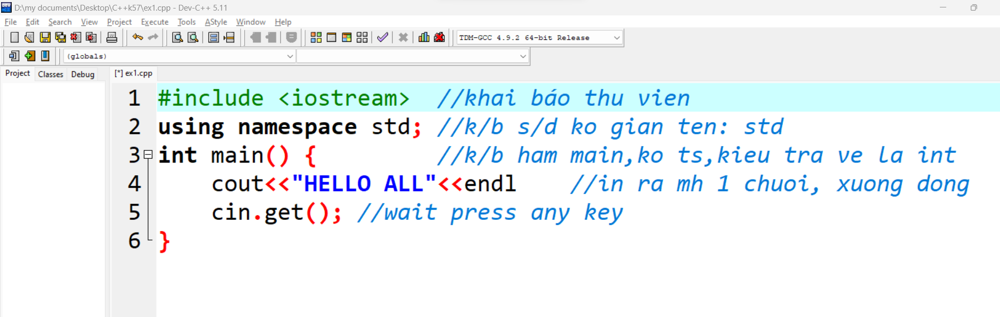 D:\my documents\Desktop\C++k57\ex1.cpp - Dev-C++ 5.11
File Edit Search View Project Execute Tools AStyle Window Help
TDM-GCC 4.9.2 64-bit Release
(globals)
Project Classes Debug [*] ex1.cpp
1 #include <iostream>  //khai báo thu vien
2 using namespace std; //k/b s/d ko gian ten: std
3 int main() {         //k/b ham main,ko ts,kieu tra ve la int
4     cout<<"HELLO ALL"<<endl    //in ra mh 1 chuoi, xuong dong
5     cin.get(); //wait press any key
6 }